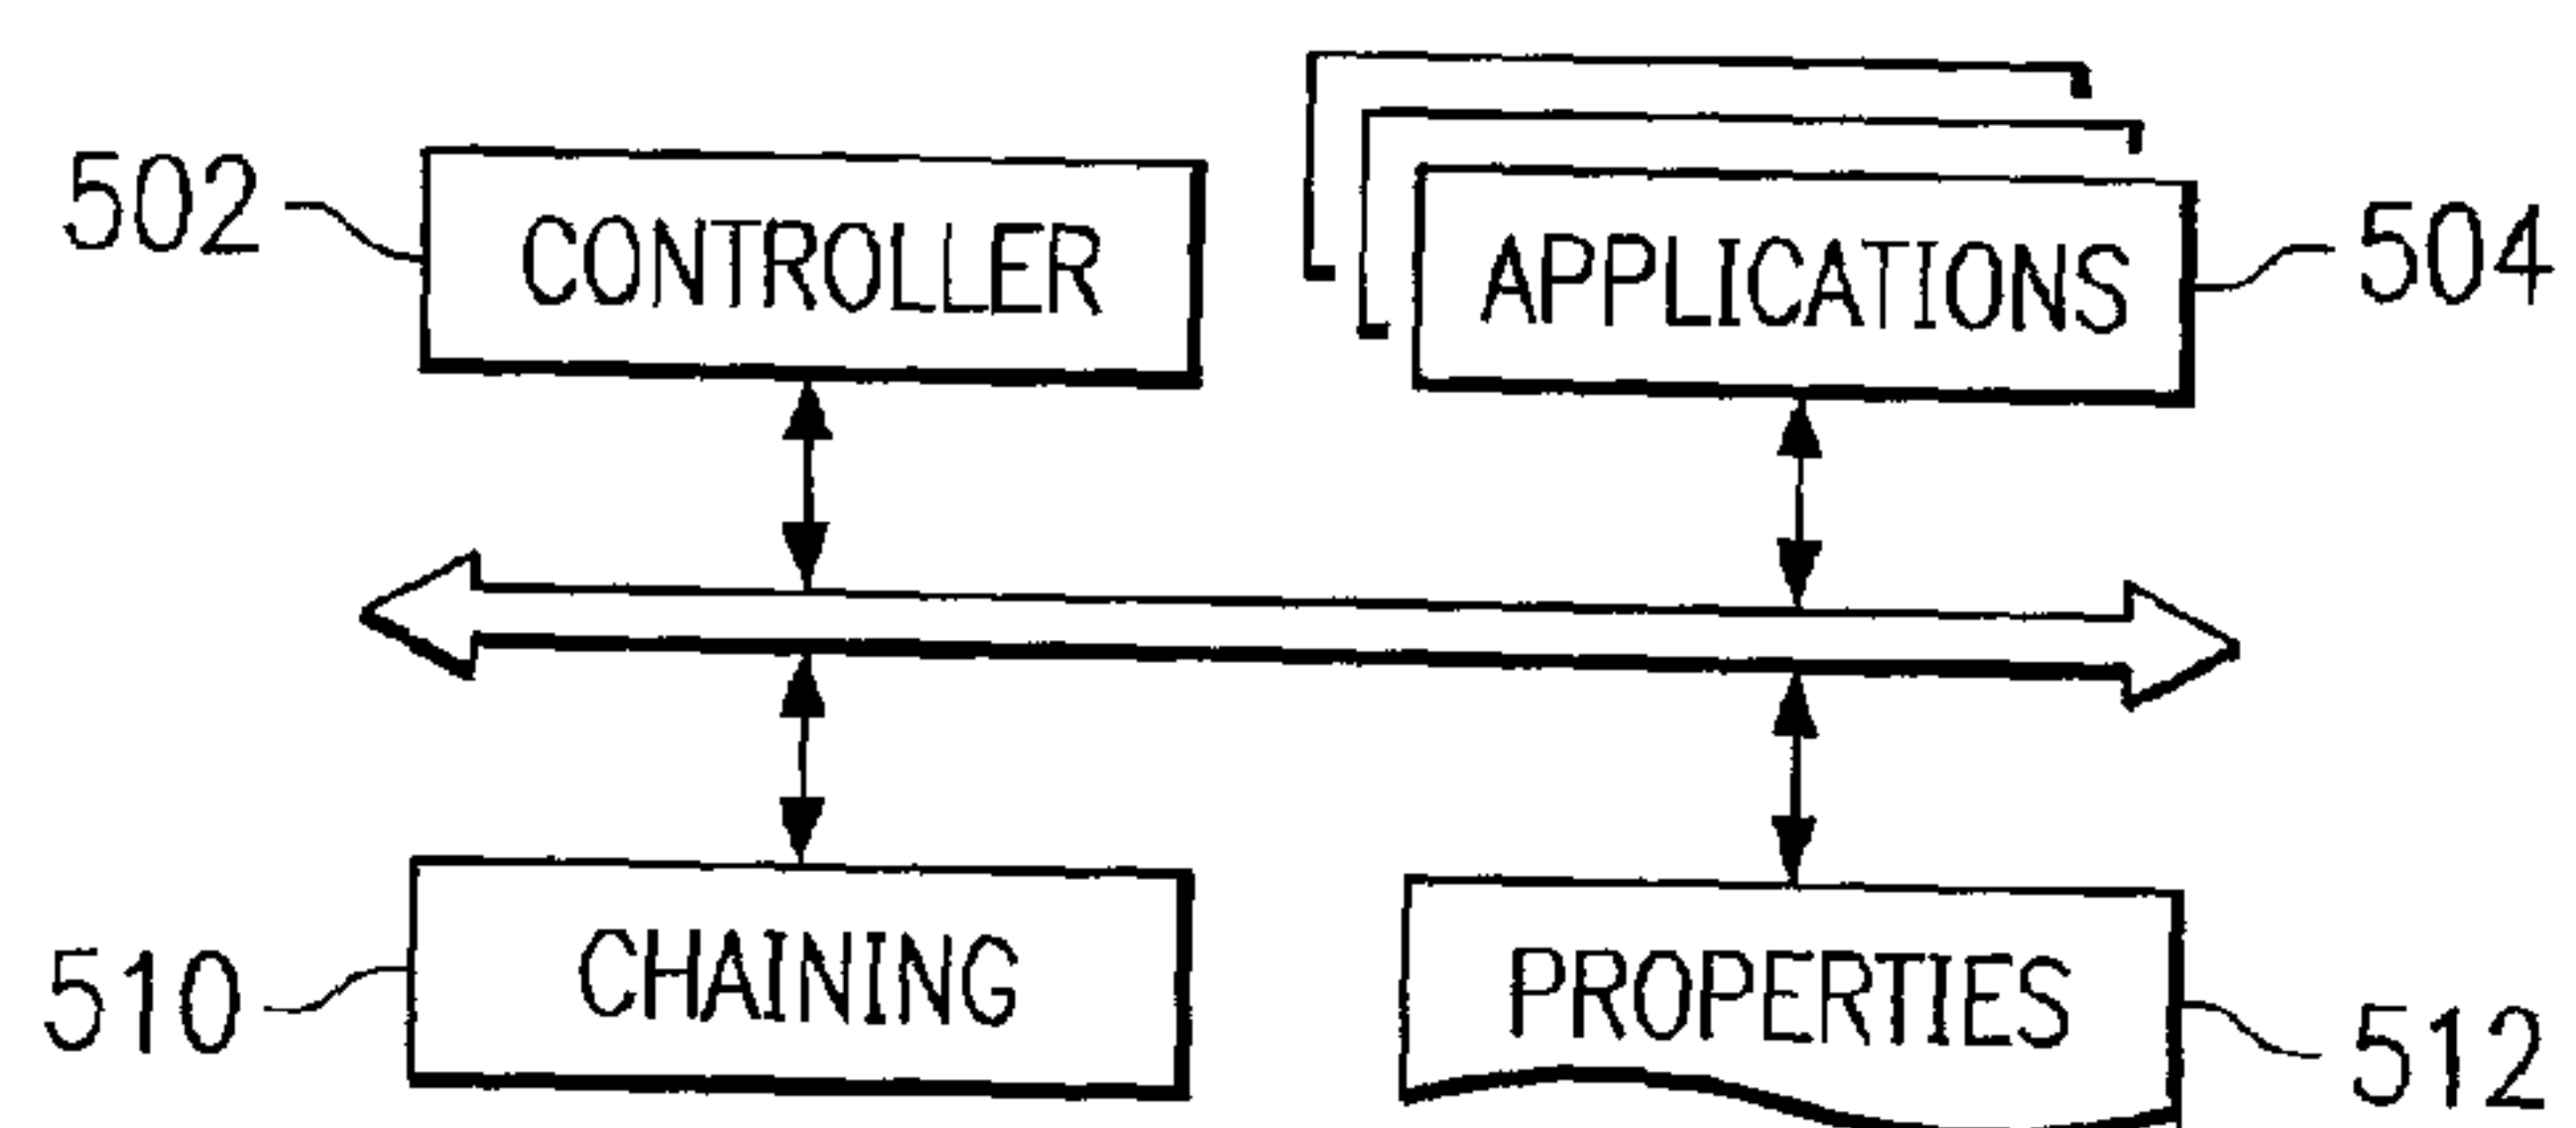 502 CONTROLLER
APPLICATIONS 504
510 CHAINING
PROPERTIES 512